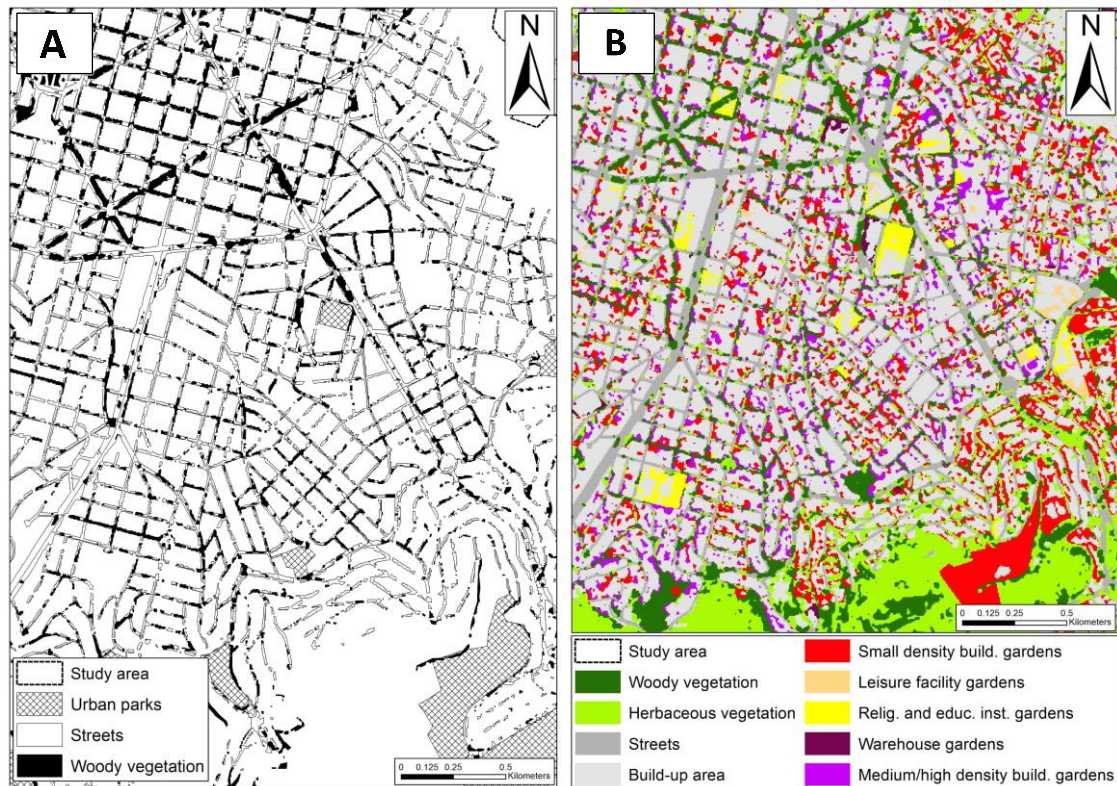 A
N
Study area
Urban parks
Streets
Woody vegetation
0 0.125 0.25 0.5
Kilometers
B
N
0 0.125 0.25 0.5
Kilometers
Study area
Woody vegetation
Herbaceous vegetation
Streets
Build-up area
Small density build. gardens
Leisure facility gardens
Relig. and educ. inst. gardens
Warehouse gardens
Medium/high density build. gardens